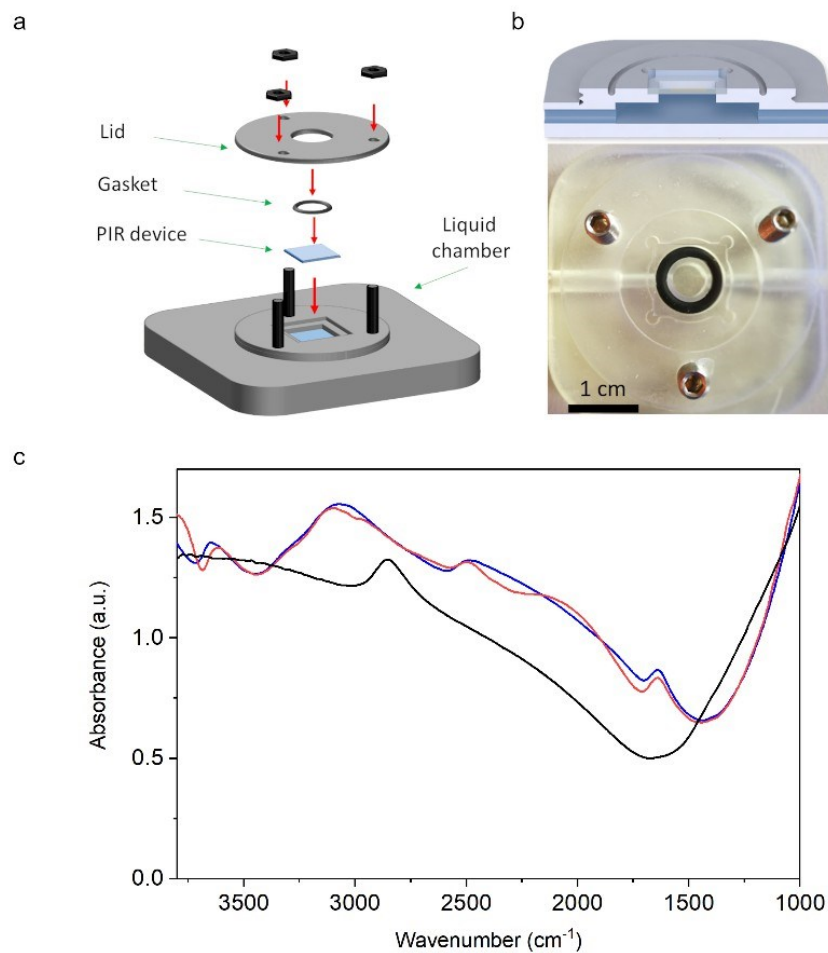 a
b
Lid
Gasket
PIR device
Liquid
chamber
1 cm
c
Absorbance (a.u.)
1.5
1.0
0.5
0.0
3500
3000
2500
2000
1500
1000
Wavenumber (cm⁻¹)